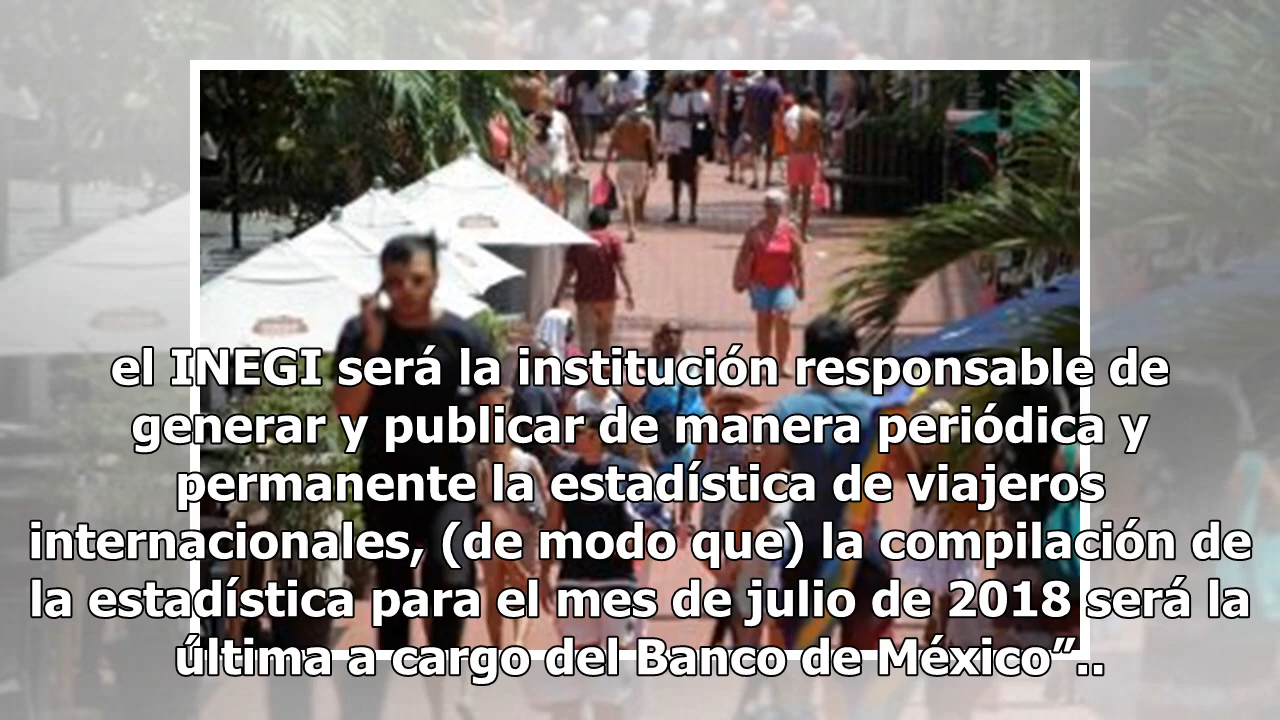 el INEGI será la institución responsable de
generar y publicar de manera periódica y
permanente la estadística de viajeros
internacionales, (de modo que) la compilación de
la estadística para el mes de julio de 2018 será la
última a cargo del Banco de México”..